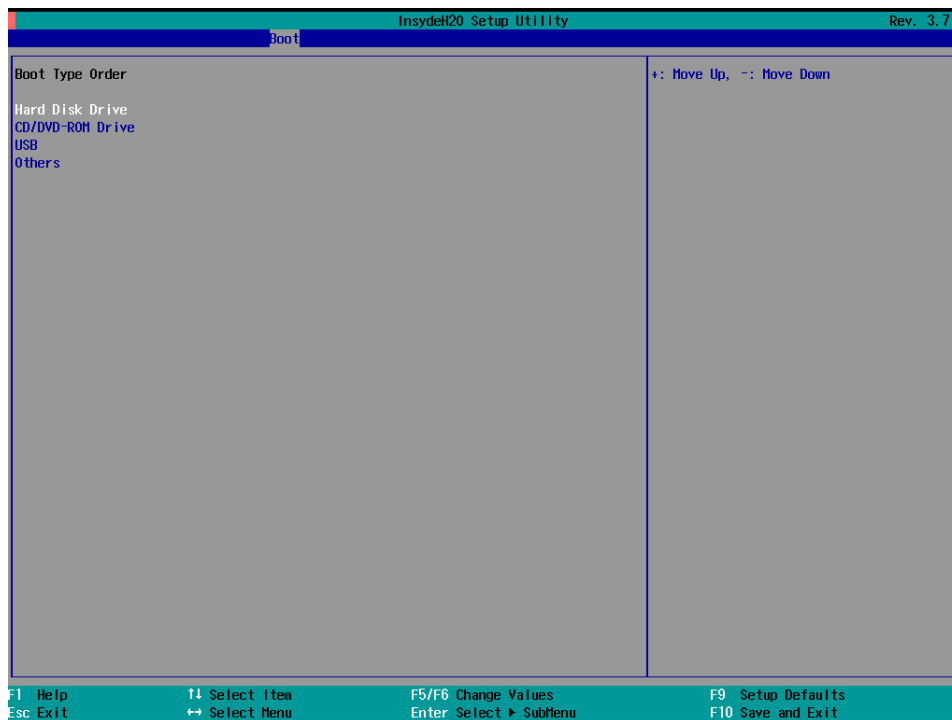 InsydeH20 Setup Utility Rev. 3.7
Boot
Boot Type Order
+: Move Up, -: Move Down
Hard Disk Drive
CD/DVD-ROM Drive
USB
Others
F1 Help ↑↓ Select Item F5/F6 Change Values F9 Setup Defaults
Esc Exit ↔ Select Menu Enter Select ▶ SubMenu F10 Save and Exit